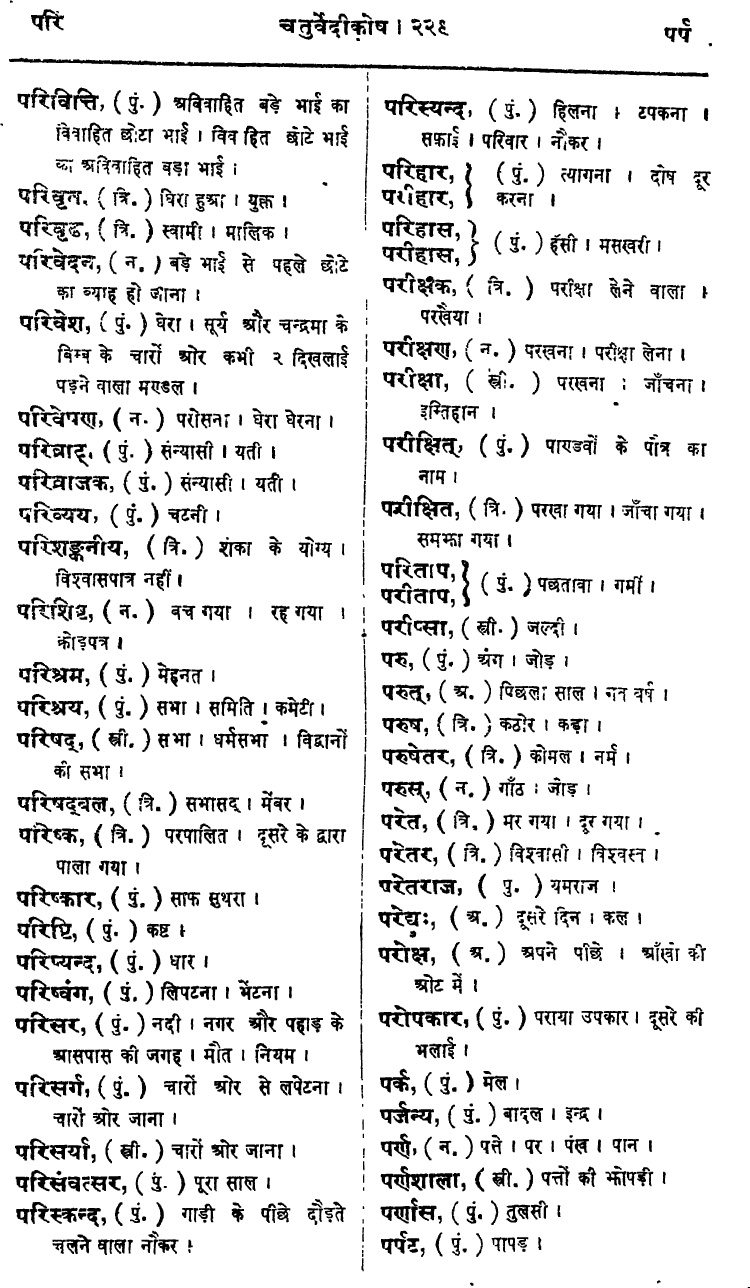 परि
चतुर्वेदीकोष । २२९
पर्प
परिवित्ति, ( पुं. ) अविवाहित बड़े भाई का
विवाहित छोटा भाई । विव हित छोटे भाई
का अविवाहित बड़ा भाई ।
परिवृत. ( त्रि. ) घिरा हुआ । युक्त ।
परिवृढ, ( त्रि. ) स्वामी । मालिक ।
परिवेदन, ( न. ) बड़े भाई से पहले छोटे
का ब्याह हो जाना ।
परिवेश, ( पुं. ) घेरा । सूर्य और चन्द्रमा के
बिम्ब के चारों ओर कभी २ दिखलाई
पड़ने वाला मण्डल ।
परिवेषण, ( न. ) परोसना । घेरा घेरना ।
परिव्राट्, ( पुं. ) संन्यासी । यती ।
परिव्राजक, ( पुं. ) संन्यासी । यती ।
परिव्यय, ( पुं. ) चटनी ।
परिशङ्कनीय, ( त्रि. ) शंका के योग्य ।
विश्वासपात्र नहीं ।
परिशिष्ट, ( न. ) बच गया । रह गया ।
क्रोड़पत्र ।
परिश्रम, ( पुं. ) मेहनत ।
परिश्रय, ( पुं. ) सभा । समिति । कमेटी ।
परिषद्, ( स्त्री. ) सभा । धर्मसभा । विद्वानों
की सभा ।
परिषद्वल, ( त्रि. ) सभासद । मेंबर ।
परिष्क, ( त्रि. ) परपालित । दूसरे के द्वारा
पाला गया ।
परिष्कार, ( पुं. ) साफ सुथरा ।
परिष्टि, ( पुं. ) कष्ट ।
परिष्यन्द, ( पुं. ) धार ।
परिष्वंग, ( पुं. ) लिपटना । भेंटना ।
परिसर, ( पुं. ) नदी । नगर और पहाड़ के
आसपास की जगह । मौत । नियम ।
परिसर्ग, ( पुं. ) चारों ओर से लपेटना ।
चारों ओर जाना ।
परिसर्या, ( स्त्री. ) चारों ओर जाना ।
परिसंवत्सर, ( पुं. ) पूरा साल ।
परिस्कन्द, ( पुं. ) गाड़ी के पीछे दौड़ते
चलने वाला नौकर ।
परिस्यन्द, ( पुं. ) हिलना । टपकना ।
सफ़ाई । परिवार । नौकर ।
परिहार, } ( पुं. ) त्यागना । दोष दूर
परीहार, } करना ।
परिहास, }
परीहास, } ( पुं. ) हँसी । मसखरी ।
परीक्षक, ( त्रि. ) परीक्षा लेने वाला ।
परखैया ।
परीक्षण, ( न. ) परखना । परीक्षा लेना ।
परीक्षा, ( स्त्री. ) परखना । जाँचना ।
इम्तिहान ।
परीक्षित्, ( पुं. ) पाण्डवों के पौत्र का
नाम ।
परीक्षित, ( त्रि. ) परखा गया । जाँचा गया ।
समझा गया ।
परिताप, }
परीताप, } ( पुं. ) पछतावा । गर्मी ।
परीप्सा, ( स्त्री. ) जल्दी ।
परु, ( पुं. ) अंग । जोड़ ।
परुत्, ( अ. ) पिछला साल । गत वर्ष ।
परुष, ( त्रि. ) कठोर । कड़ा ।
परुषेतर, ( त्रि. ) कोमल । नर्म ।
परुस्, ( न. ) गाँठ । जोड़ ।
परेत, ( त्रि. ) मर गया । दूर गया ।
परेतर, ( त्रि. ) विश्वासी । विश्वस्त ।
परेतराज, ( पु. ) यमराज ।
परेद्युः, ( अ. ) दूसरे दिन । कल ।
परोक्ष, ( अ. ) अपने पीछे । आँखों की
ओट में ।
परोपकार, ( पुं. ) पराया उपकार । दूसरे की
भलाई ।
पर्क, ( पुं. ) मेल ।
पर्जन्य, ( पुं. ) बादल । इन्द्र ।
पर्ण, ( न. ) पत्ते । पर । पंख । पान ।
पर्णशाला, ( स्त्री. ) पत्तों की झोपड़ी ।
पर्णास, ( पुं. ) तुलसी ।
पर्पट, ( पुं. ) पापड़ ।